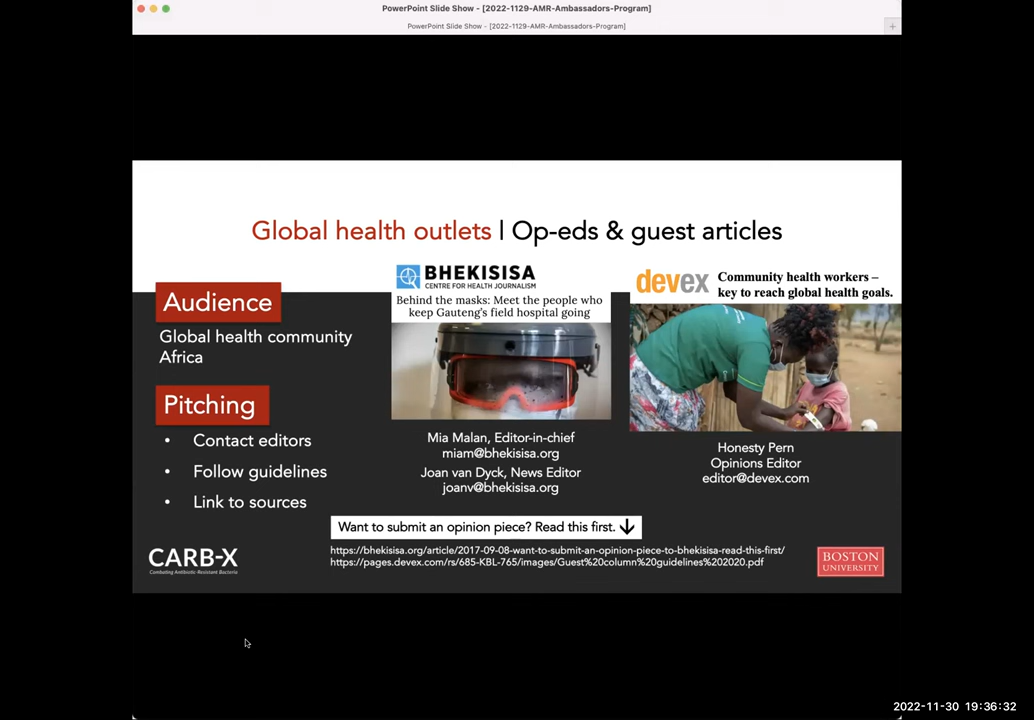 PowerPoint Slide Show - [2022-1129-AMR-Ambassadors-Program]
PowerPoint Slide Show - [2022-1129-AMR-Ambassadors-Program]
Global health outlets | Op-eds & guest articles
Audience
Global health community
Africa
Pitching
• Contact editors
• Follow guidelines
• Link to sources
BHEKISISA
CENTRE FOR HEALTH JOURNALISM
Behind the masks: Meet the people who
keep Gauteng's field hospital going
Mia Malan, Editor-in-chief
miam@bhekisisa.org
Joan van Dyck, News Editor
joanv@bhekisisa.org
devex
Community health workers –
key to reach global health goals.
Honesty Pern
Opinions Editor
editor@devex.com
Want to submit an opinion piece? Read this first. ↓
https://bhekisisa.org/article/2017-09-08-want-to-submit-an-opinion-piece-to-bhekisisa-read-this-first/
https://pages.devex.com/rs/685-KBL-765/images/Guest%20column%20guidelines%202020.pdf
CARB-X
Combating Antibiotic-Resistant Bacteria
BOSTON
UNIVERSITY
2022-11-30 19:36:32